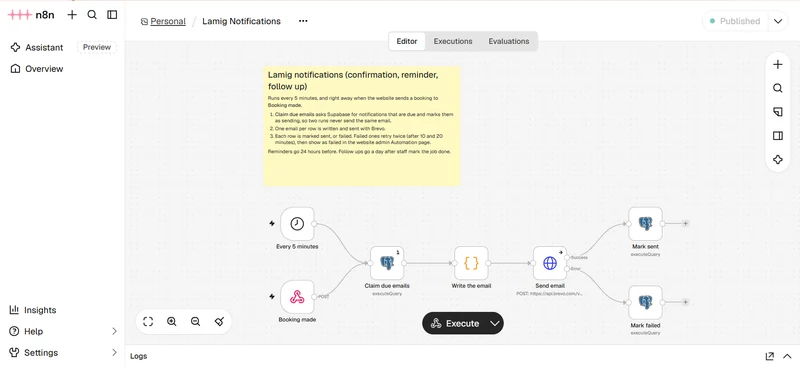 n8n
Personal / Lamig Notifications
Published
Assistant
Preview
Overview
Editor
Executions
Evaluations
Lamig notifications (confirmation, reminder,
follow up)
Runs every 5 minutes, and right away when the website sends a booking to
Booking made.
1. Claim due emails asks Supabase for notifications that are due and marks them
as sending, so two runs never send the same email.
2. One email per row is written and sent with Brevo.
3. Each row is marked sent, or failed. Failed ones retry twice (after 10 and 20
minutes), then show as failed in the website admin Automation page.
Reminders go 24 hours before. Follow ups go a day after staff mark the job done.
Every 5 minutes
POST
Booking made
1
Claim due emails
executeQuery
Write the email
Success
Error
Send email
POST: https://api.brevo.com/v...
Mark sent
executeQuery
Mark failed
executeQuery
Insights
Help
Settings
Execute
Logs